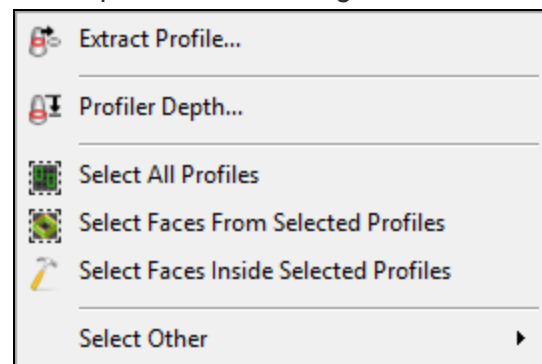 Extract Profile...
Profiler Depth...
Select All Profiles
Select Faces From Selected Profiles
Select Faces Inside Selected Profiles
Select Other